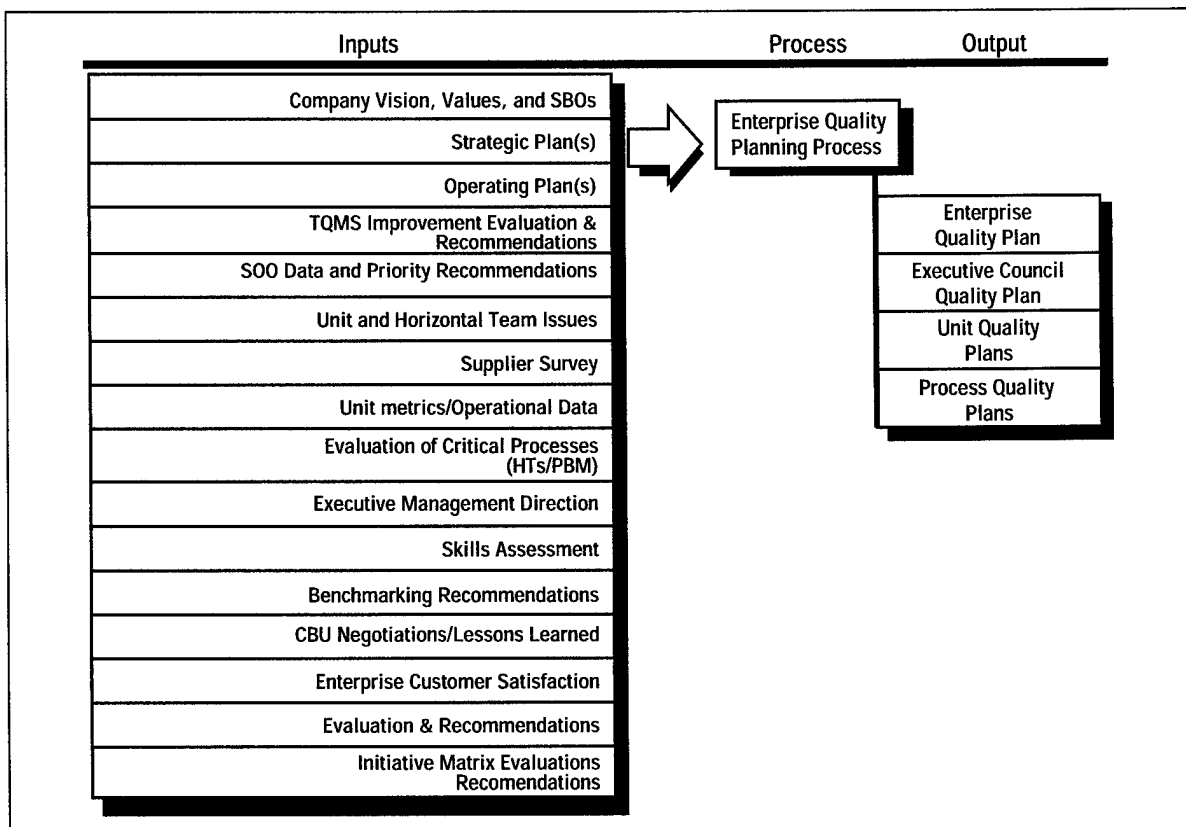 Inputs
Process
Output
Company Vision, Values, and SBOs
Strategic Plan(s)
Operating Plan(s)
TQMS Improvement Evaluation &
Recommendations
SOO Data and Priority Recommendations
Unit and Horizontal Team Issues
Supplier Survey
Unit metrics/Operational Data
Evaluation of Critical Processes
(HTs/PBM)
Executive Management Direction
Skills Assessment
Benchmarking Recommendations
CBU Negotiations/Lessons Learned
Enterprise Customer Satisfaction
Evaluation & Recommendations
Initiative Matrix Evaluations
Recomendations
Enterprise Quality
Planning Process
Enterprise
Quality Plan
Executive Council
Quality Plan
Unit Quality
Plans
Process Quality
Plans